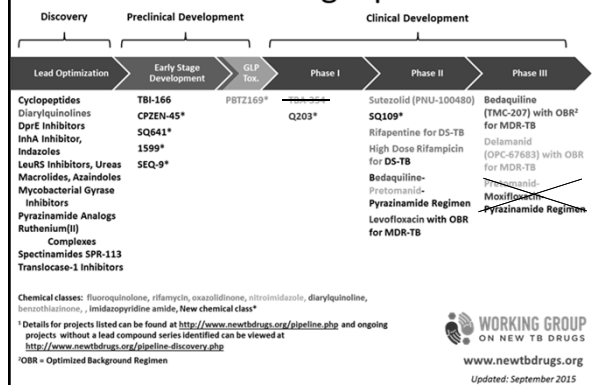 Discovery
Preclinical Development
Clinical Development
Lead Optimization
Early Stage
Development
GLP
Tox.
Phase I
Phase II
Phase III
Cyclopeptides
Diarylquinolines
DprE Inhibitors
InhA Inhibitor,
Indazoles
LeuRS Inhibitors, Ureas
Macrolides, Azaindoles
Mycobacterial Gyrase
Inhibitors
Pyrazinamide Analogs
Ruthenium(II)
Complexes
Spectinamides SPR-113
Translocase-1 Inhibitors
TBI-166
CPZEN-45*
SQ641*
1599*
SEQ-9*
PBTZ169*
TBA-354
Q203*
Sutezolid (PNU-100480)
SQ109*
Rifapentine for DS-TB
High Dose Rifampicin
for DS-TB
Bedaquiline-
Pretomanid-
Pyrazinamide Regimen
Levofloxacin with OBR
for MDR-TB
Bedaquiline
(TMC-207) with OBR²
for MDR-TB
Delamanid
(OPC-67683) with OBR
for MDR-TB
Pretomanid-
Moxifloxacin-
Pyrazinamide Regimen
Chemical classes: fluoroquinolone, rifamycin, oxazolidinone, nitroimidazole, diarylquinoline,
benzothiazinone, , imidazopyridine amide, New chemical class*
¹ Details for projects listed can be found at http://www.newtbdrugs.org/pipeline.php and ongoing
projects without a lead compound series identified can be viewed at
http://www.newtbdrugs.org/pipeline-discovery.php
²OBR = Optimized Background Regimen
WORKING GROUP
ON NEW TB DRUGS
www.newtbdrugs.org
Updated: September 2015